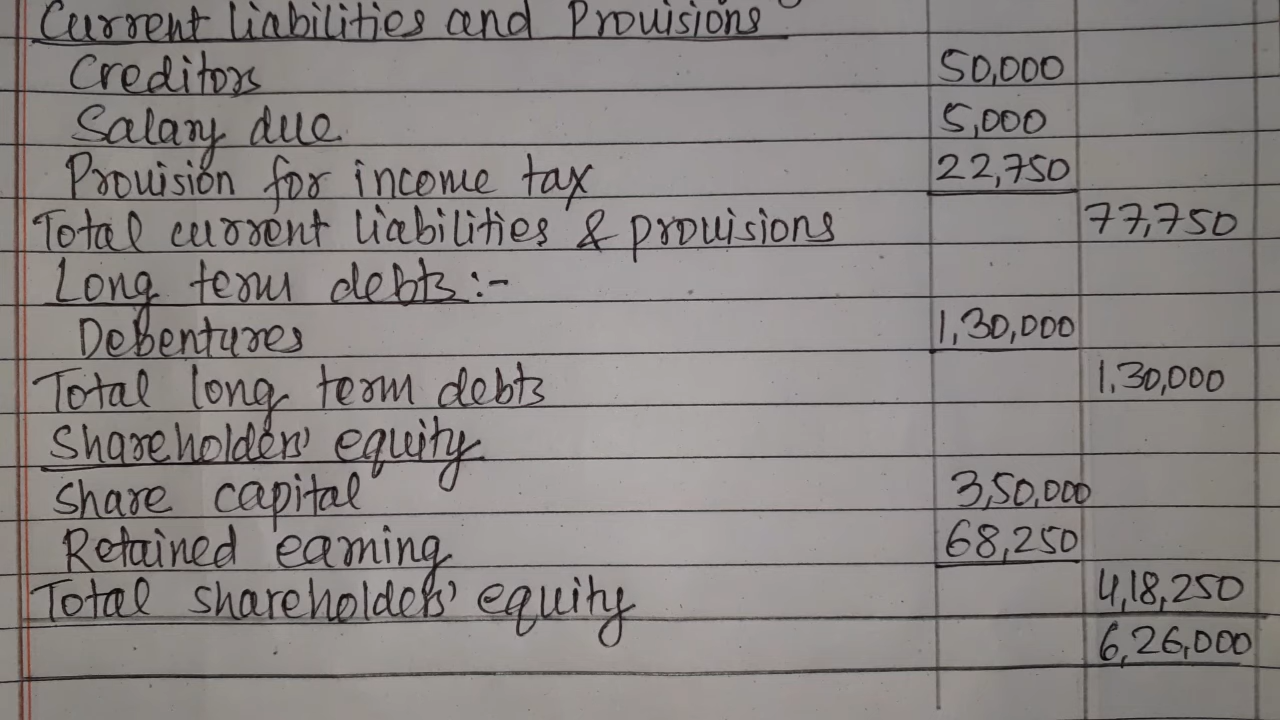 Current liabilities and Provisions
Creditors 50,000
Salary due 5,000
Provision for income tax 22,750
Total current liabilities & provisions 77,750
Long term debts:-
Debentures 1,30,000
Total long term debts 1,30,000
Shareholders' equity
Share capital 3,50,000
Retained earning 68,250
Total shareholders' equity 4,18,250
6,26,000